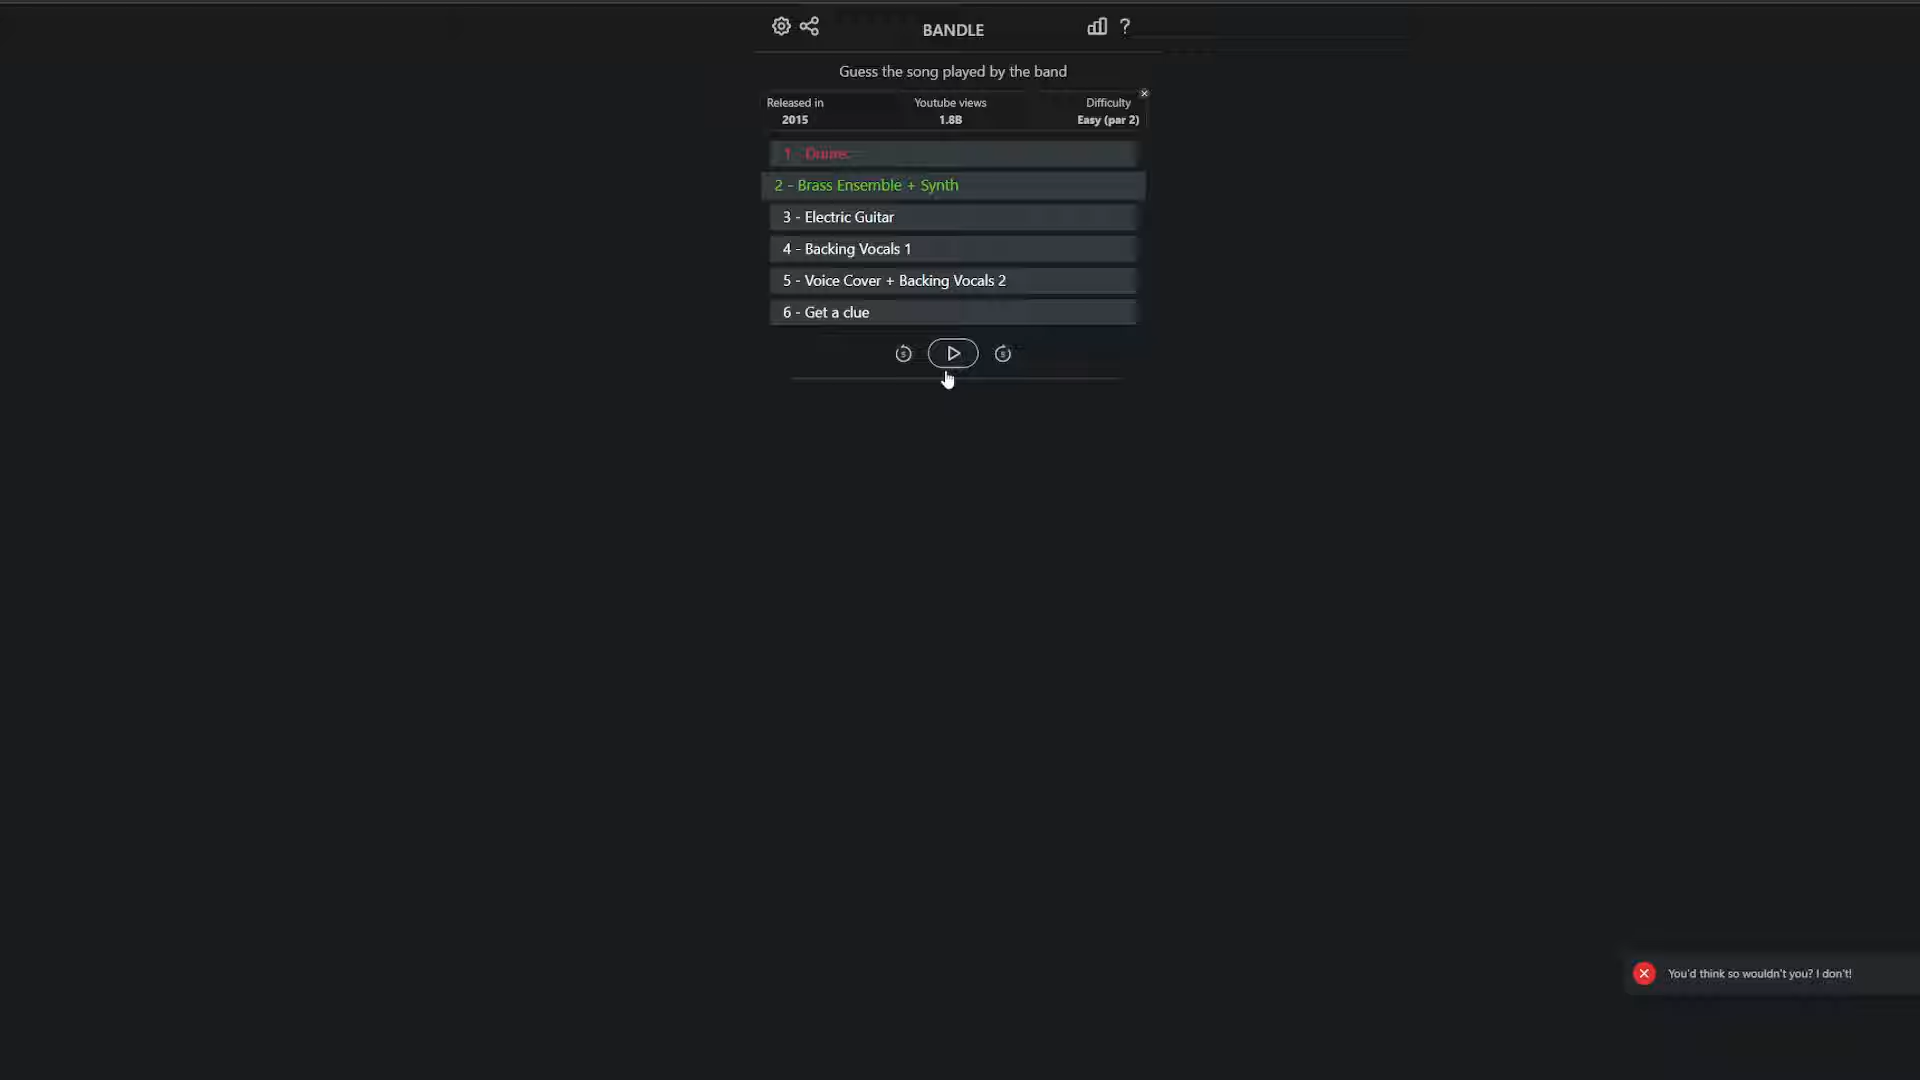 BANDLE
?
Guess the song played by the band
Released in
2015
Youtube views
1.8B
Difficulty
Easy (par 2)
1 - Drums
2 - Brass Ensemble + Synth
3 - Electric Guitar
4 - Backing Vocals 1
5 - Voice Cover + Backing Vocals 2
6 - Get a clue
5
5
You'd think so wouldn't you? I don't!